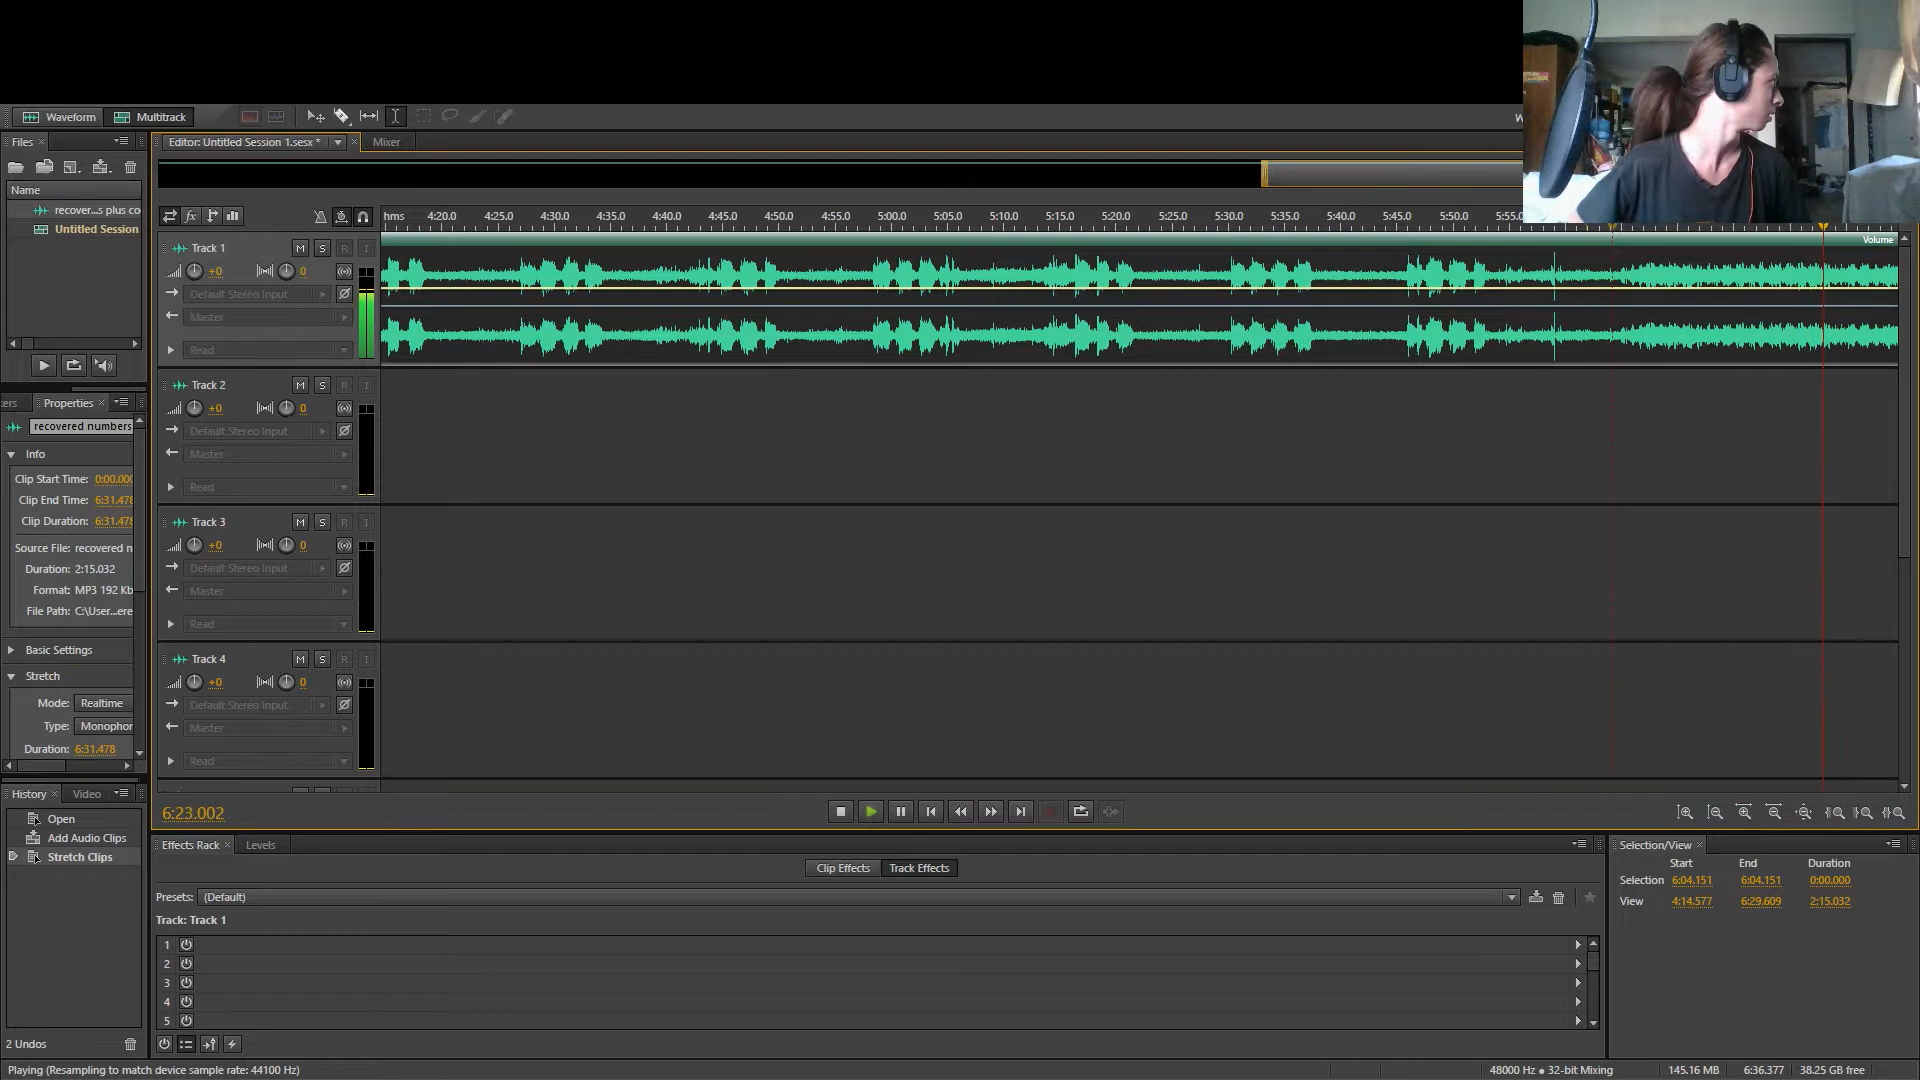 Waveform Multitrack W
Files Editor: Untitled Session 1.sesx * Mixer
Name
recover...s plus co
Untitled Session
hms 4:20.0 4:25.0 4:30.0 4:35.0 4:40.0 4:45.0 4:50.0 4:55.0 5:00.0 5:05.0 5:10.0 5:15.0 5:20.0 5:25.0 5:30.0 5:35.0 5:40.0 5:45.0 5:50.0 5:55.
Volume
Track 1 M S R I
+0 0
Default Stereo Input
Master
Read
Track 2 M S R I
+0 0
Default Stereo Input
Master
Read
Track 3 M S R I
+0 0
Default Stereo Input
Master
Read
Track 4 M S R I
+0 0
Default Stereo Input
Master
Read
ers Properties
recovered numbers
Info
Clip Start Time: 0:00.000
Clip End Time: 6:31.478
Clip Duration: 6:31.478
Source File: recovered n
Duration: 2:15.032
Format: MP3 192 Kb
File Path: C:\User...ere
Basic Settings
Stretch
Mode: Realtime
Type: Monophor
Duration: 6:31.478
History Video
Open
Add Audio Clips
Stretch Clips
2 Undos
6:23.002
Effects Rack Levels
Clip Effects Track Effects
Presets: (Default)
Track: Track 1
1
2
3
4
5
Selection/View
Start End Duration
Selection 6:04.151 6:04.151 0:00.000
View 4:14.577 6:29.609 2:15.032
Playing (Resampling to match device sample rate: 44100 Hz) 48000 Hz • 32-bit Mixing 145.16 MB 6:36.377 38.25 GB free